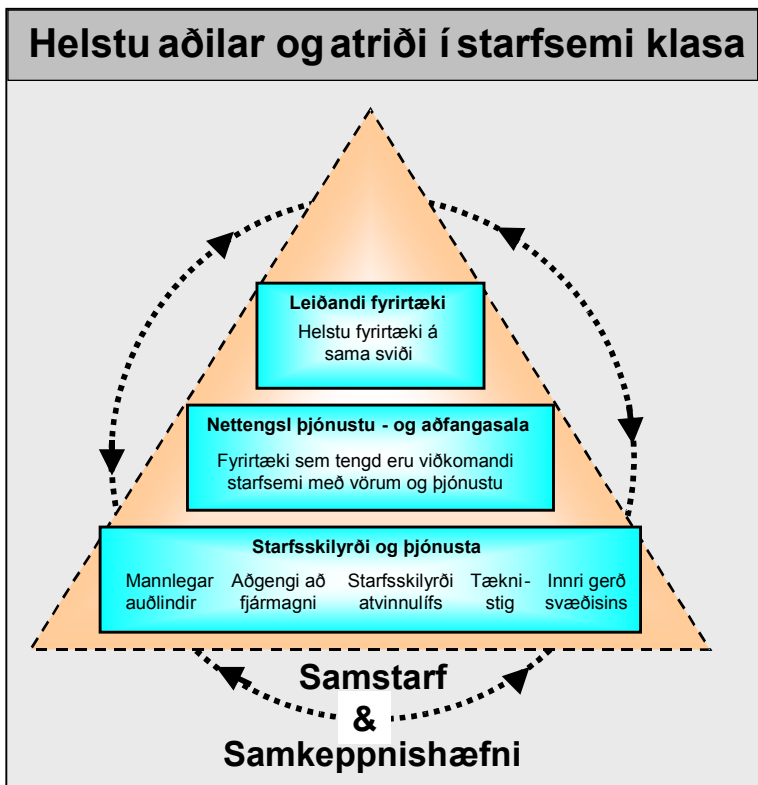 Helstu aðilar og atriði í starfsemi klasa
Leiðandi fyrirtæki
Helstu fyrirtæki á
sama sviði
Nettengsl þjónustu - og aðfangasala
Fyrirtæki sem tengd eru viðkomandi
starfsemi með vörum og þjónustu
Starfsskilyrði og þjónusta
Mannlegar
auðlindir
Aðgengi að
fjármagni
Starfsskilyrði
atvinnulífs
Tækni-
stig
Innri gerð
svæðisins
Samstarf
&
Samkeppnishæfni